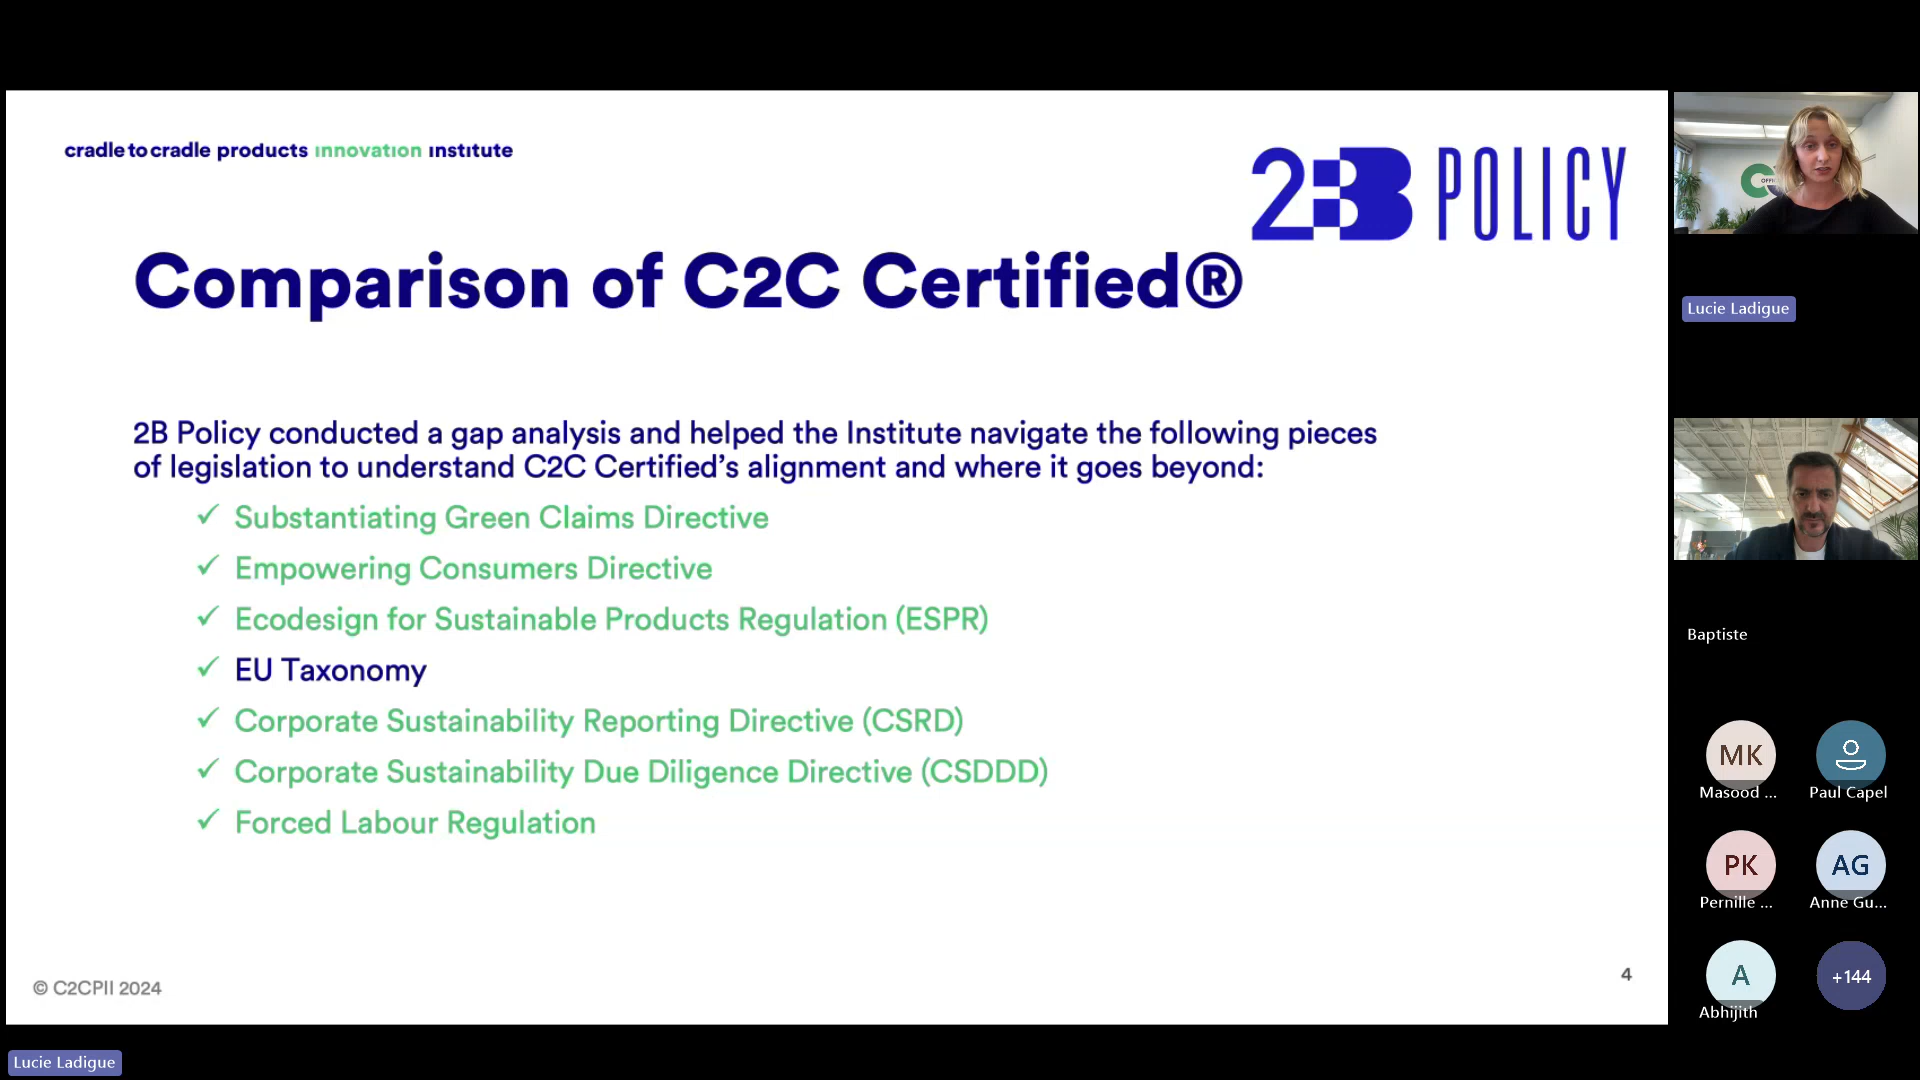 cradle to cradle products innovation institute
2B POLICY
Comparison of C2C Certified®
2B Policy conducted a gap analysis and helped the Institute navigate the following pieces
of legislation to understand C2C Certified's alignment and where it goes beyond:
✓ Substantiating Green Claims Directive
✓ Empowering Consumers Directive
✓ Ecodesign for Sustainable Products Regulation (ESPR)
✓ EU Taxonomy
✓ Corporate Sustainability Reporting Directive (CSRD)
✓ Corporate Sustainability Due Diligence Directive (CSDDD)
✓ Forced Labour Regulation
© C2CPII 2024
4
Lucie Ladigue
Lucie Ladigue
Baptiste
MK
Masood ...
Paul Capel
PK
Pernille ...
AG
Anne Gu...
A
Abhijith
+144